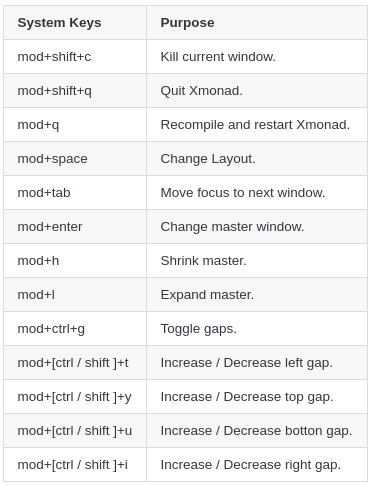 System Keys Purpose
mod+shift+c Kill current window.
mod+shift+q Quit Xmonad.
mod+q Recompile and restart Xmonad.
mod+space Change Layout.
mod+tab Move focus to next window.
mod+enter Change master window.
mod+h Shrink master.
mod+l Expand master.
mod+ctrl+g Toggle gaps.
mod+[ctrl / shift ]+t Increase / Decrease left gap.
mod+[ctrl / shift ]+y Increase / Decrease top gap.
mod+[ctrl / shift ]+u Increase / Decrease botton gap.
mod+[ctrl / shift ]+i Increase / Decrease right gap.